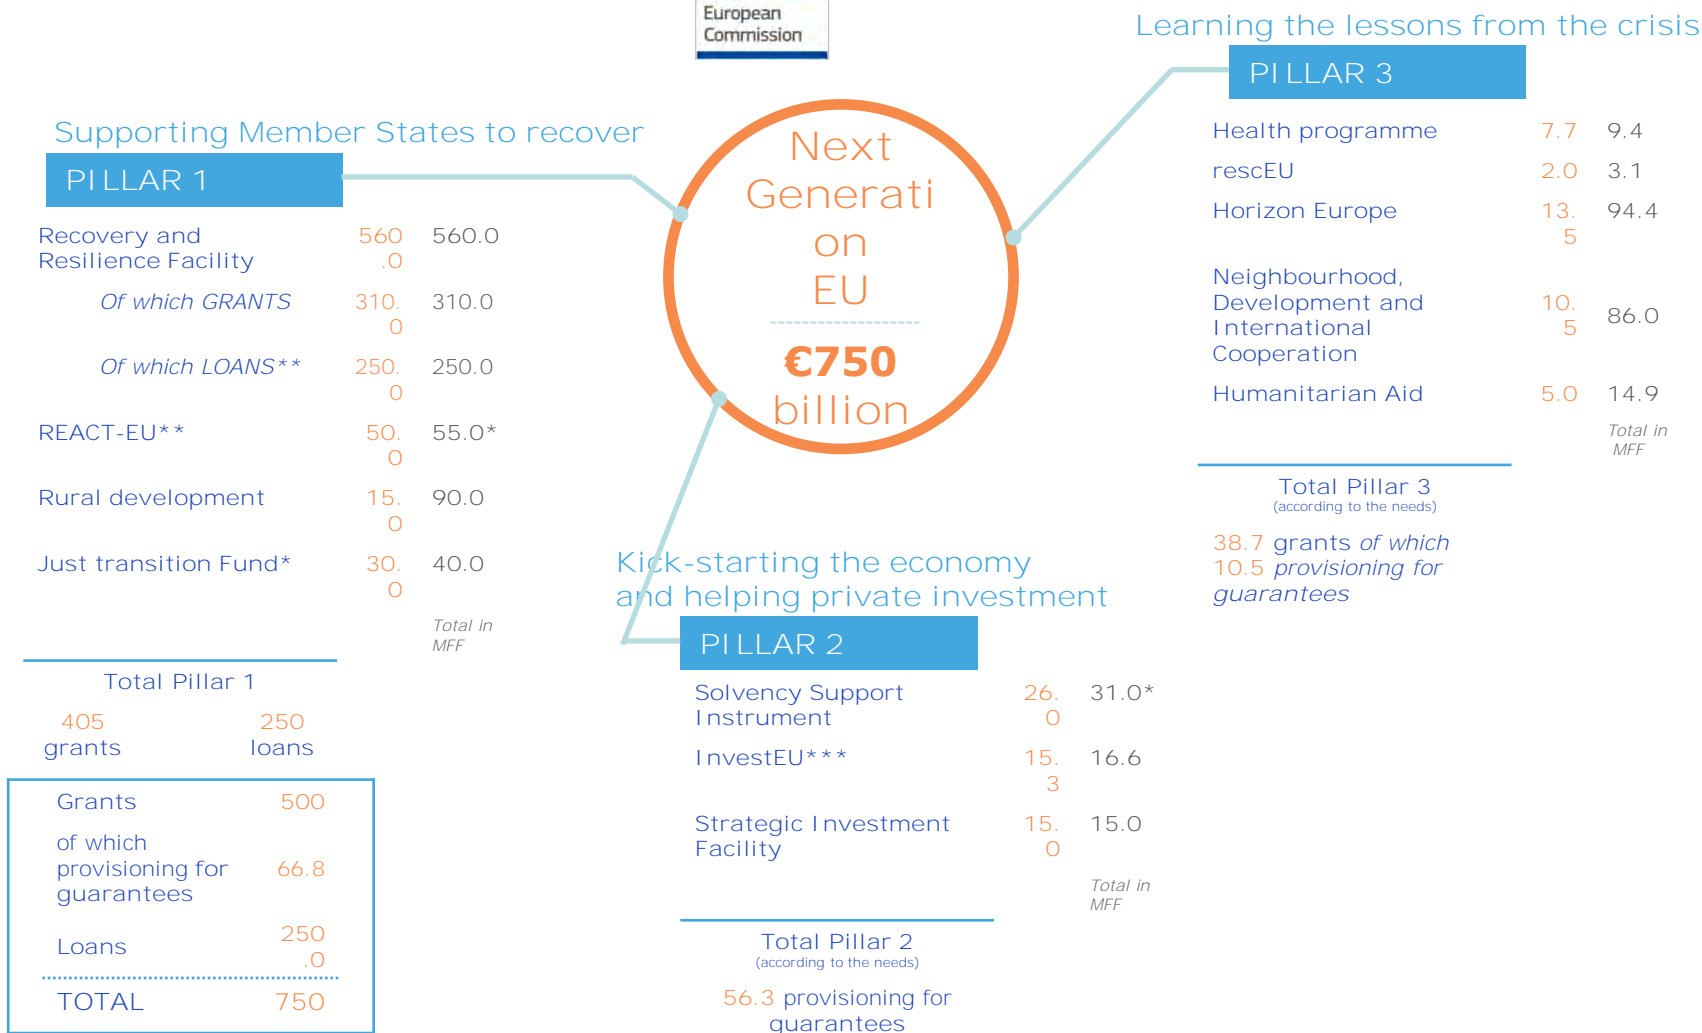 European
Commission
Learning the lessons from the crisis
PILLAR 3
Health programme 7.7 9.4
rescEU 2.0 3.1
Horizon Europe 13. 94.4
5
Neighbourhood,
Development and 10. 86.0
International 5
Cooperation
Humanitarian Aid 5.0 14.9
Total in
MFF
Total Pillar 3
(according to the needs)
38.7 grants of which
10.5 provisioning for
guarantees
Supporting Member States to recover
PILLAR 1
Recovery and 560 560.0
Resilience Facility .0
Of which GRANTS 310. 310.0
0
Of which LOANS** 250. 250.0
0
REACT-EU** 50. 55.0*
0
Rural development 15. 90.0
0
Just transition Fund* 30. 40.0
0
Total in
MFF
Total Pillar 1
405 250
grants loans
Grants 500
of which
provisioning for 66.8
guarantees
Loans 250
.0
TOTAL 750
Next
Generati
on
EU
€750
billion
Kick-starting the economy
and helping private investment
PILLAR 2
Solvency Support 26. 31.0*
Instrument 0
InvestEU*** 15. 16.6
3
Strategic Investment 15. 15.0
Facility 0
Total in
MFF
Total Pillar 2
(according to the needs)
56.3 provisioning for
guarantees